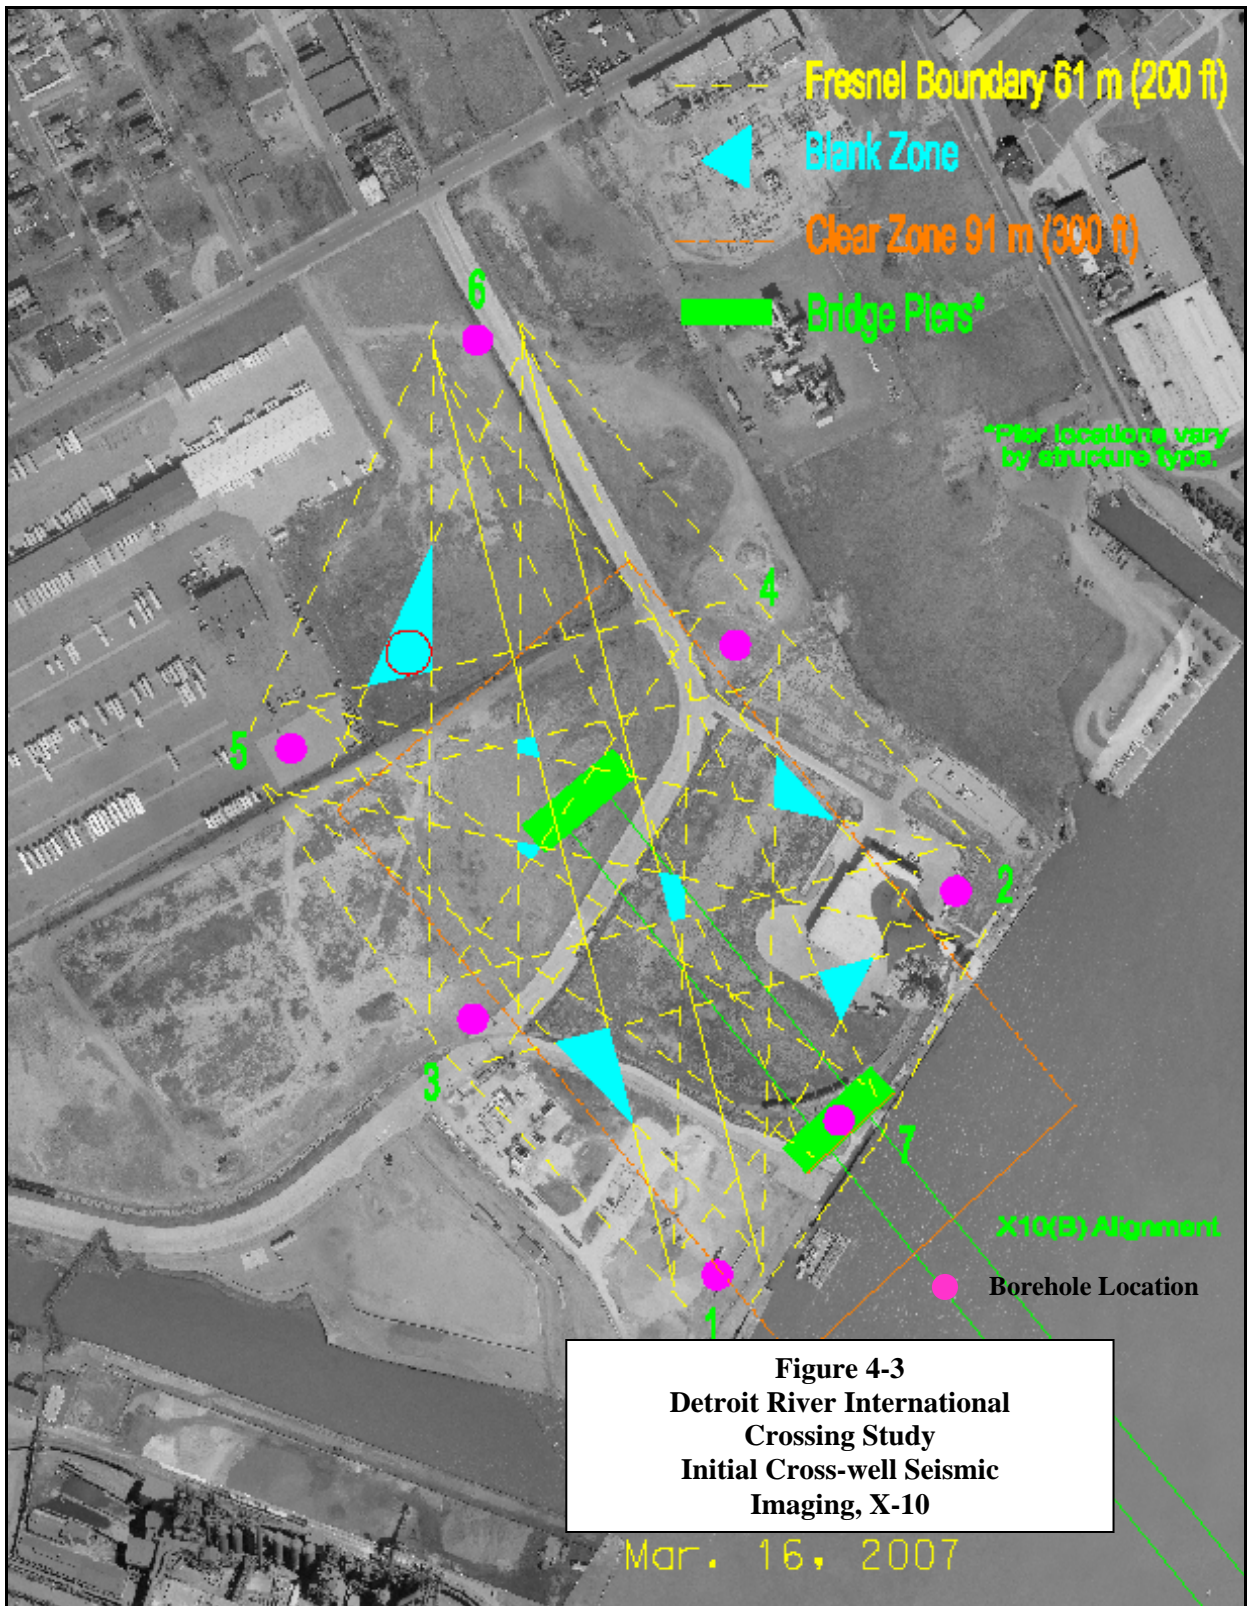 Fresnel Boundary 61 m (200 ft)
Blank Zone
Clear Zone 91 m (300 ft)
Bridge Piers*
*Pier locations vary
by structure type.
6
4
5
2
3
7
1
X10(B) Alignment
Borehole Location
Figure 4-3
Detroit River International
Crossing Study
Initial Cross-well Seismic
Imaging, X-10
Mar. 16, 2007